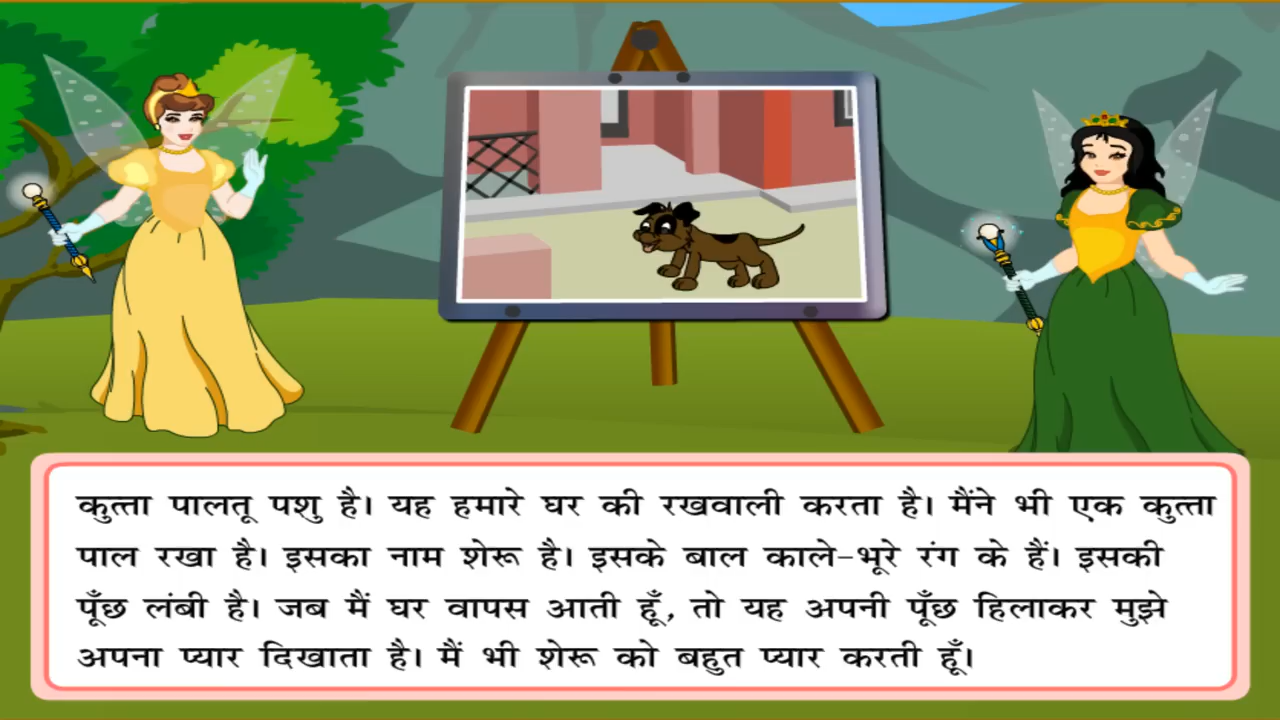 कुत्ता पालतू पशु है। यह हमारे घर की रखवाली करता है। मैंने भी एक कुत्ता
पाल रखा है। इसका नाम शेरू है। इसके बाल काले-भूरे रंग के हैं। इसकी
पूँछ लंबी है। जब मैं घर वापस आती हूँ, तो यह अपनी पूँछ हिलाकर मुझे
अपना प्यार दिखाता है। मैं भी शेरू को बहुत प्यार करती हूँ।